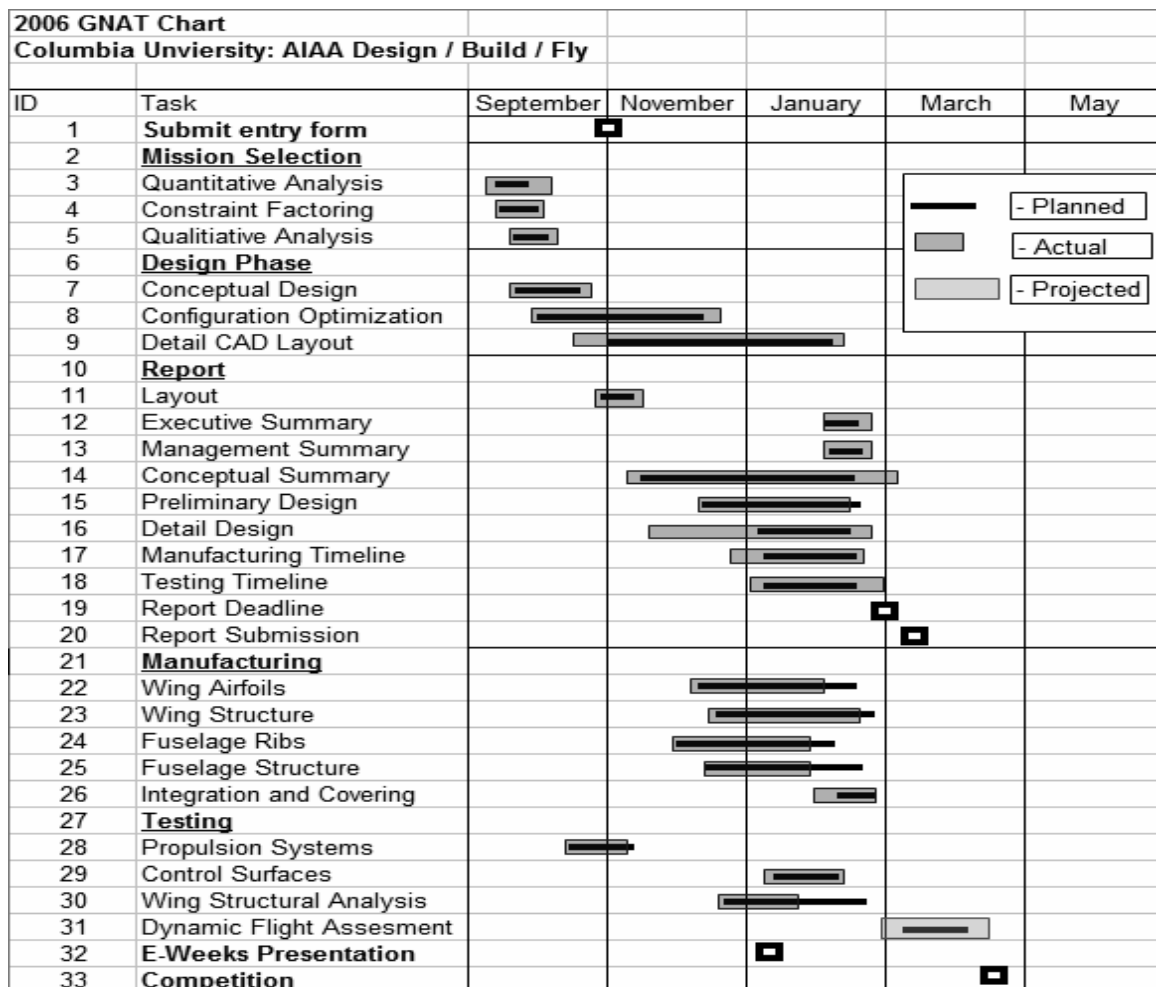 2006 GNAT Chart
Columbia Unviersity: AIAA Design / Build / Fly
ID Task September November January March May
1 Submit entry form
2 Mission Selection
3 Quantitative Analysis
4 Constraint Factoring
5 Qualitiative Analysis
6 Design Phase
7 Conceptual Design
8 Configuration Optimization
9 Detail CAD Layout
10 Report
11 Layout
12 Executive Summary
13 Management Summary
14 Conceptual Summary
15 Preliminary Design
16 Detail Design
17 Manufacturing Timeline
18 Testing Timeline
19 Report Deadline
20 Report Submission
21 Manufacturing
22 Wing Airfoils
23 Wing Structure
24 Fuselage Ribs
25 Fuselage Structure
26 Integration and Covering
27 Testing
28 Propulsion Systems
29 Control Surfaces
30 Wing Structural Analysis
31 Dynamic Flight Assesment
32 E-Weeks Presentation
33 Competition
- Planned
- Actual
- Projected